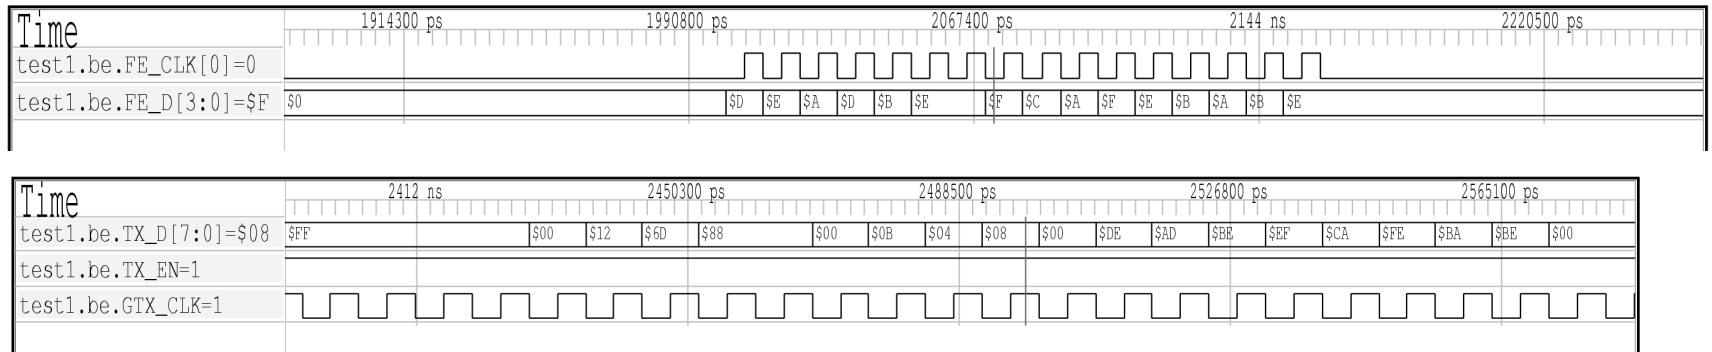 Time 1914300 ps 1990800 ps 2067400 ps 2144 ns 2220500 ps
test1.be.FE_CLK[0]=0
test1.be.FE_D[3:0]=$F $0 $D $E $A $D $B $E $F $C $A $F $E $B $A $B $E
Time 2412 ns 2450300 ps 2488500 ps 2526800 ps 2565100 ps
test1.be.TX_D[7:0]=$08 $FF $00 $12 $6D $88 $00 $0B $04 $08 $00 $DE $AD $BE $EF $CA $FE $BA $BE $00
test1.be.TX_EN=1
test1.be.GTX_CLK=1